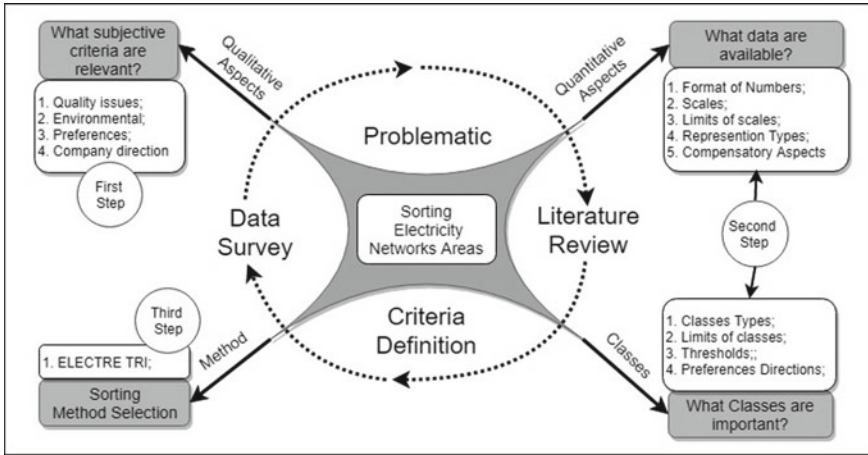 What subjective
criteria are
relevant?
1. Quality issues;
2. Environmental;
3. Preferences;
4. Company direction
First
Step
Qualitative
Aspects
Quantitative
Aspects
What data are
available?
1. Format of Numbers;
2. Scales;
3. Limits of scales;
4. Represention Types;
5. Compensatory Aspects
Second
Step
Problematic
Data
Survey
Sorting
Electricity
Networks Areas
Literature
Review
Criteria
Definition
Third
Step
1. ELECTRE TRI;
Sorting
Method Selection
Method
Classes
1. Classes Types;
2. Limits of classes;
3. Thresholds;;
4. Preferences Directions;
What Classes are
important?